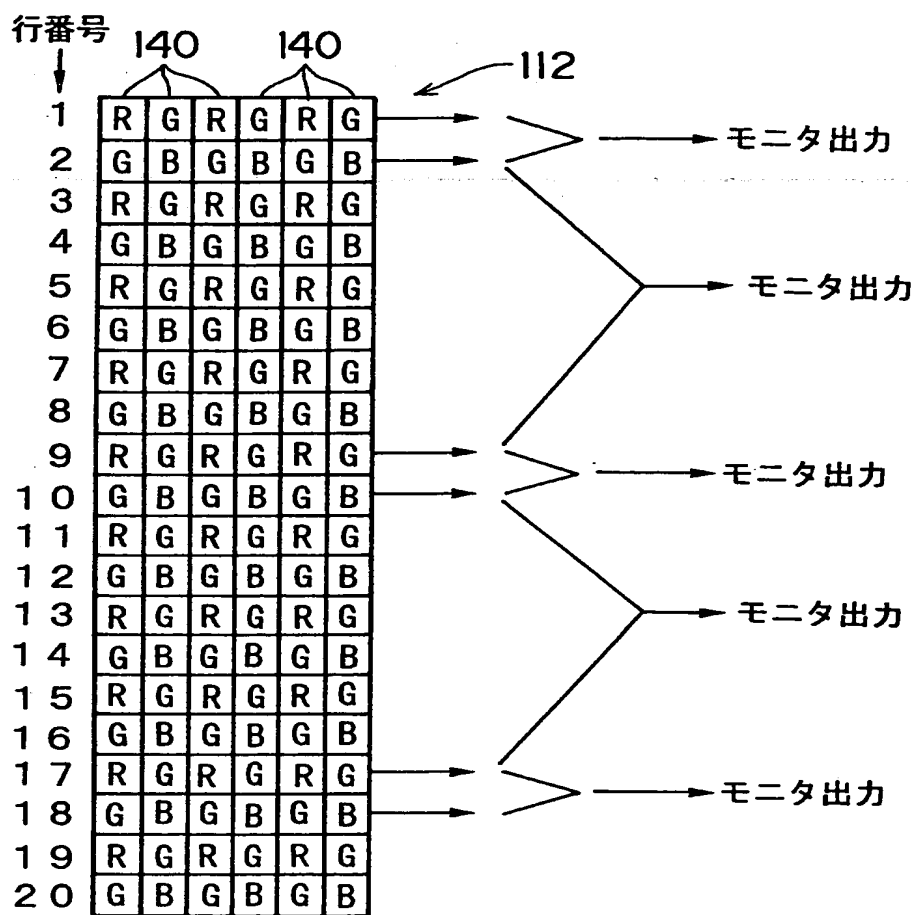 行番号
140 140
112
1 R G R G R G モニタ出力
2 G B G B G B
3 R G R G R G
4 G B G B G B
5 R G R G R G モニタ出力
6 G B G B G B
7 R G R G R G
8 G B G B G B
9 R G R G R G モニタ出力
10 G B G B G B
11 R G R G R G
12 G B G B G B
13 R G R G R G モニタ出力
14 G B G B G B
15 R G R G R G
16 G B G B G B
17 R G R G R G モニタ出力
18 G B G B G B
19 R G R G R G
20 G B G B G B